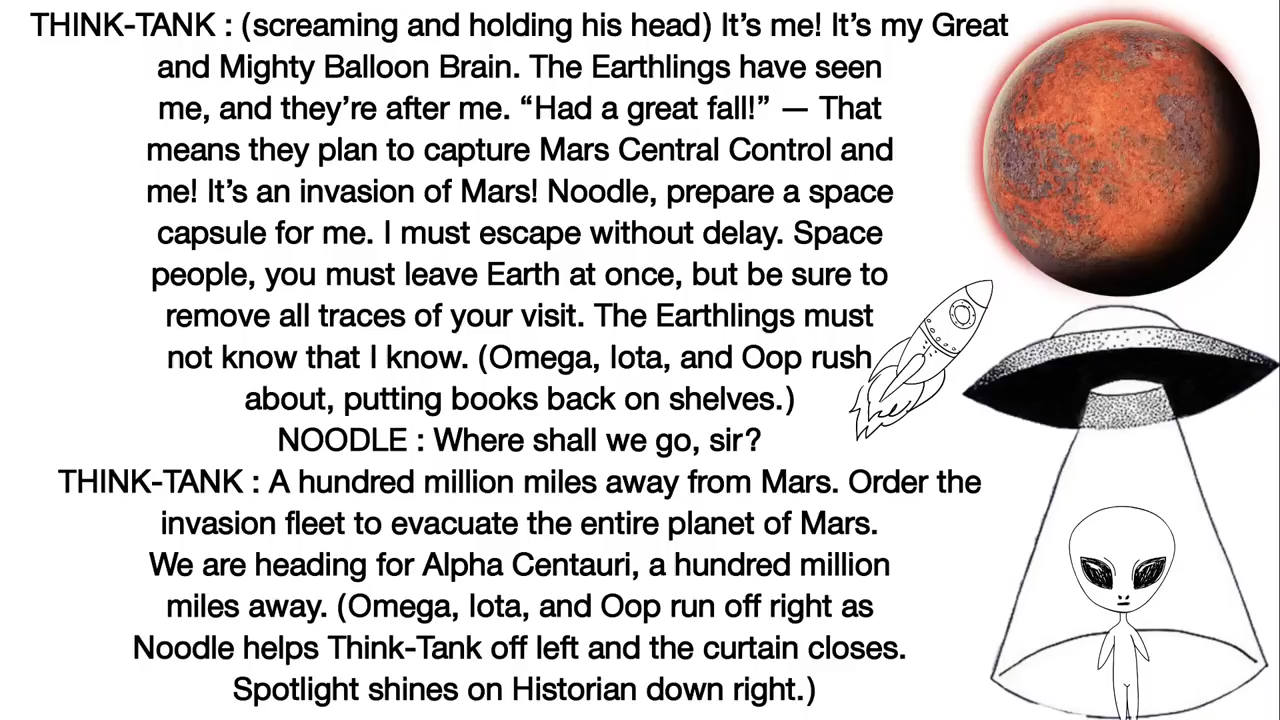 THINK-TANK : (screaming and holding his head) It’s me! It’s my Great
and Mighty Balloon Brain. The Earthlings have seen
me, and they’re after me. “Had a great fall!” — That
means they plan to capture Mars Central Control and
me! It’s an invasion of Mars! Noodle, prepare a space
capsule for me. I must escape without delay. Space
people, you must leave Earth at once, but be sure to
remove all traces of your visit. The Earthlings must
not know that I know. (Omega, Iota, and Oop rush
about, putting books back on shelves.)
NOODLE : Where shall we go, sir?
THINK-TANK : A hundred million miles away from Mars. Order the
invasion fleet to evacuate the entire planet of Mars.
We are heading for Alpha Centauri, a hundred million
miles away. (Omega, Iota, and Oop run off right as
Noodle helps Think-Tank off left and the curtain closes.
Spotlight shines on Historian down right.)